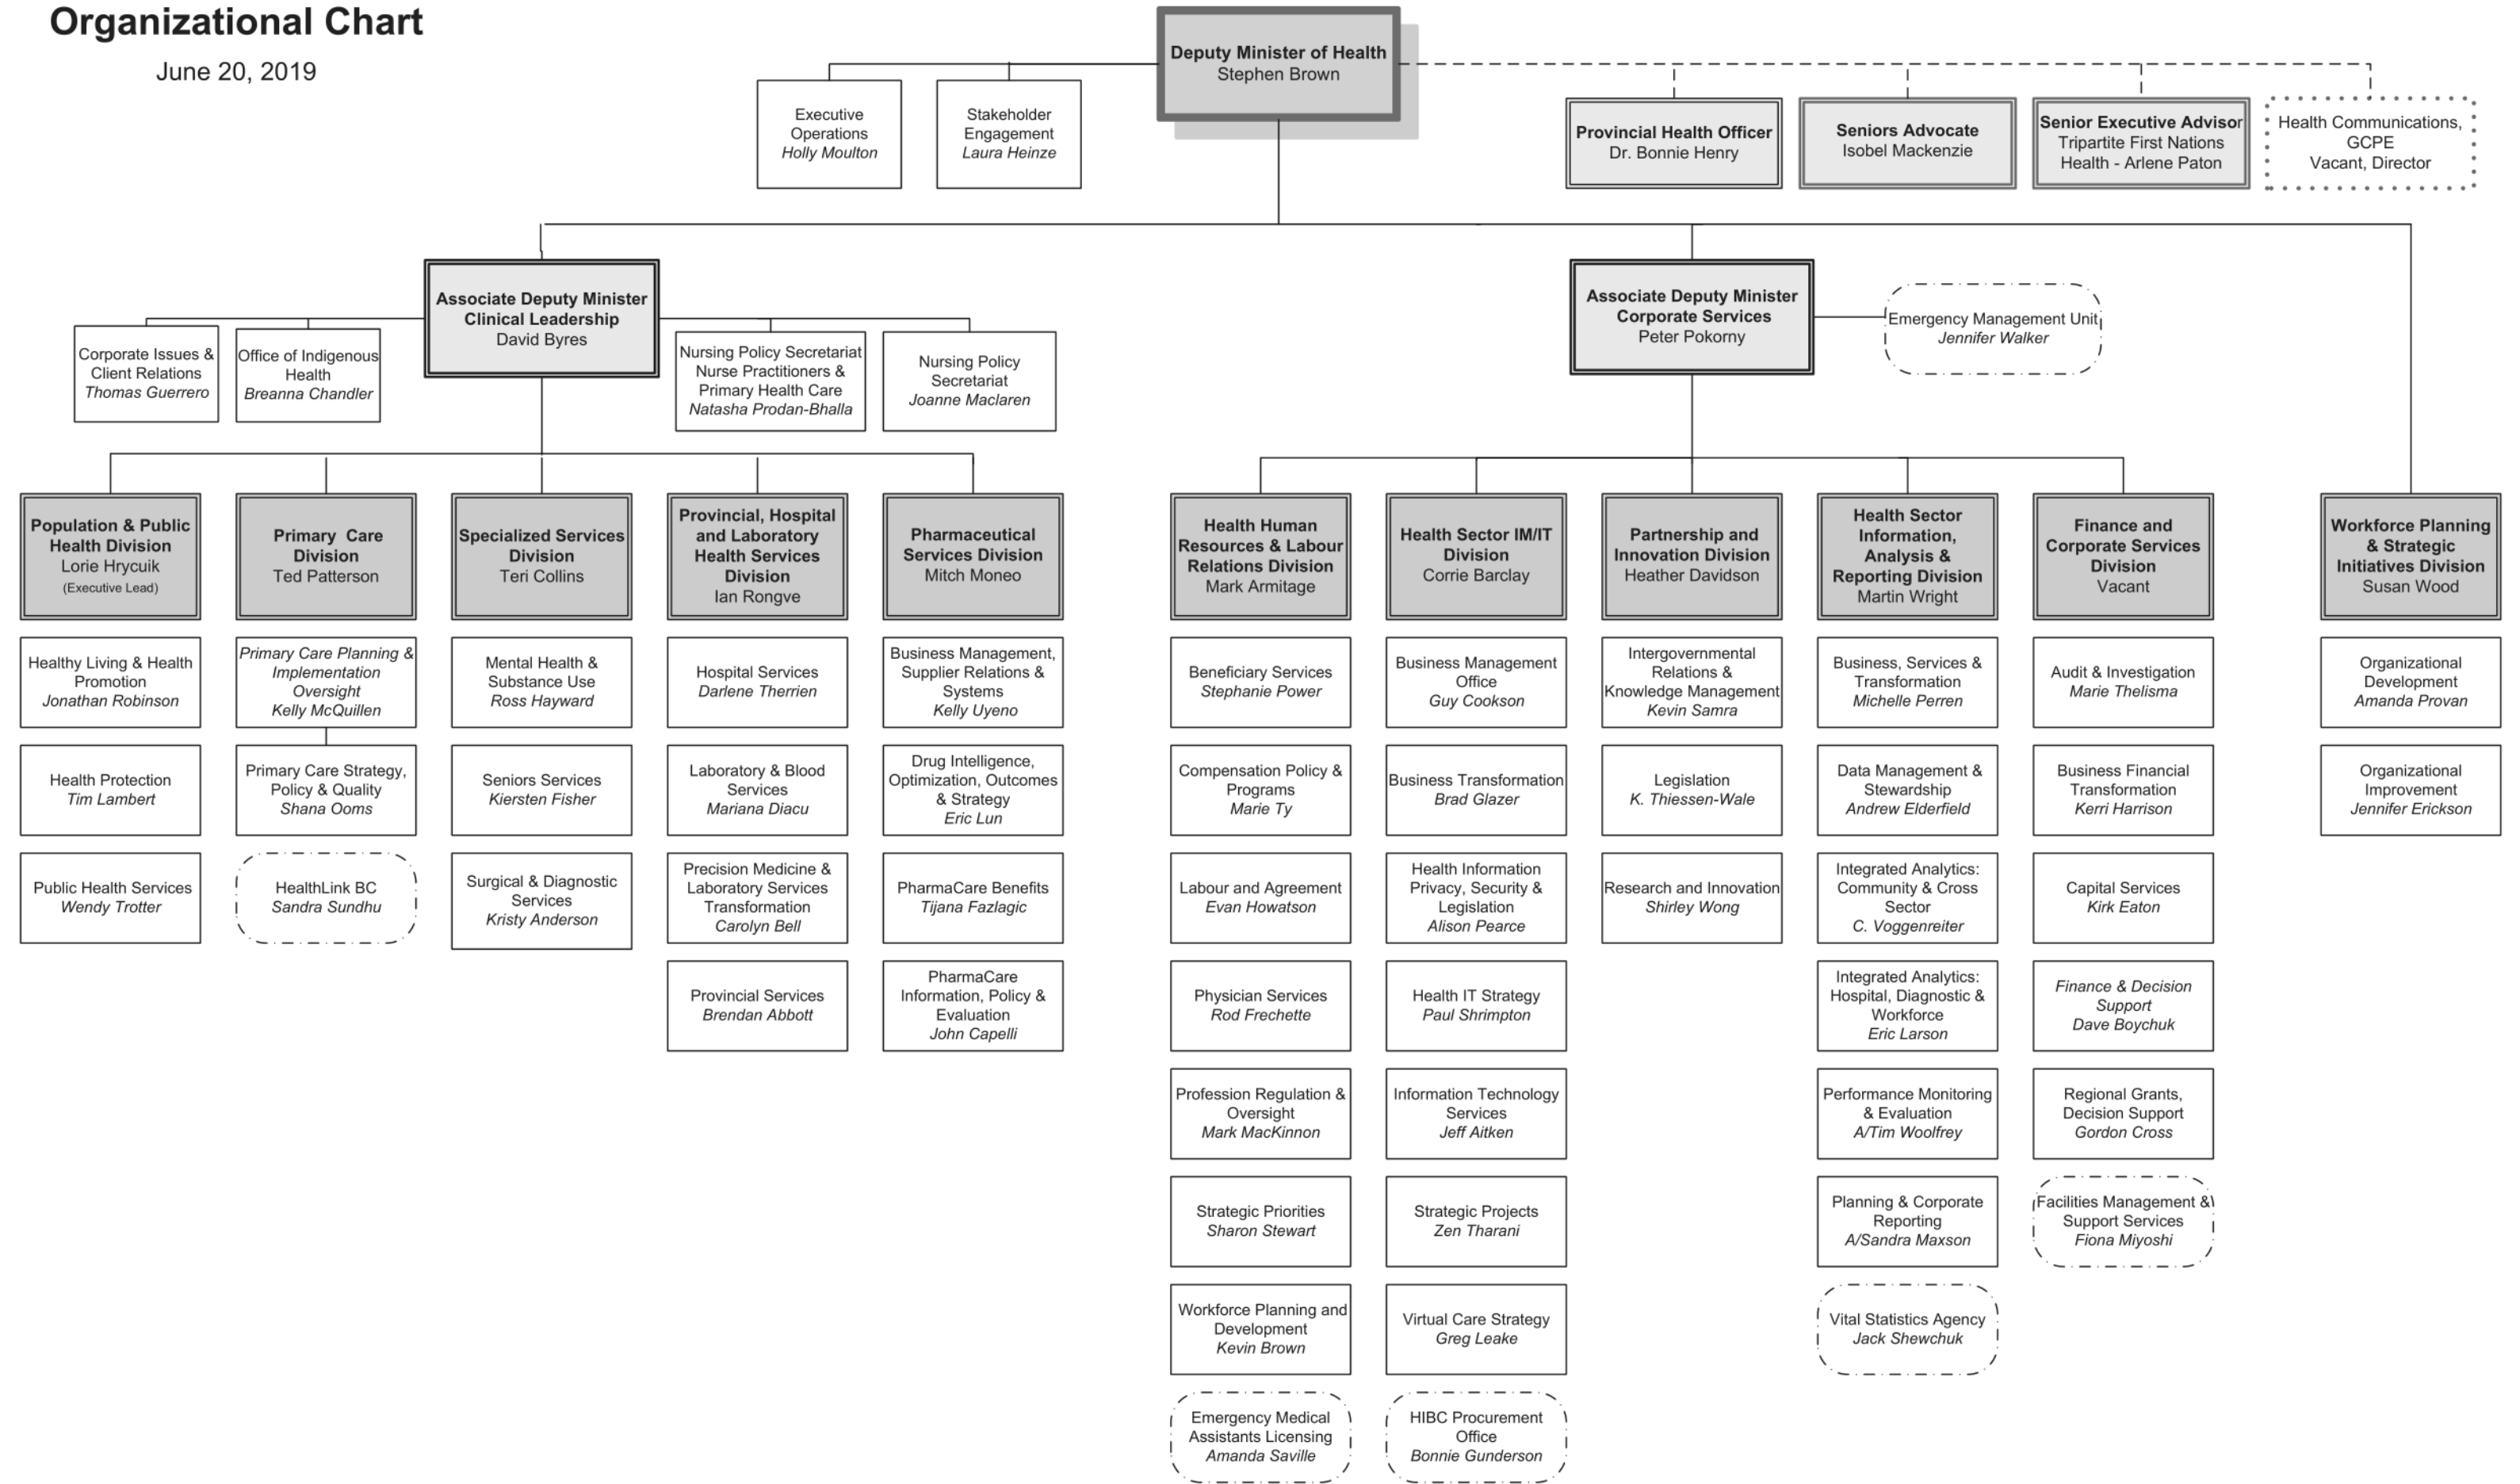 Organizational Chart
June 20, 2019
Deputy Minister of Health
Stephen Brown
Executive
Operations
Holly Moulton
Stakeholder
Engagement
Laura Heinze
Provincial Health Officer
Dr. Bonnie Henry
Seniors Advocate
Isobel Mackenzie
Senior Executive Advisor
Tripartite First Nations
Health - Arlene Paton
Health Communications,
GCPE
Vacant, Director
Associate Deputy Minister
Clinical Leadership
David Byres
Corporate Issues &
Client Relations
Thomas Guerrero
Office of Indigenous
Health
Breanna Chandler
Nursing Policy Secretariat
Nurse Practitioners &
Primary Health Care
Natasha Prodan-Bhalla
Nursing Policy
Secretariat
Joanne Maclaren
Associate Deputy Minister
Corporate Services
Peter Pokorny
Emergency Management Unit
Jennifer Walker
Population & Public
Health Division
Lorie Hrycuik
(Executive Lead)
Healthy Living & Health
Promotion
Jonathan Robinson
Health Protection
Tim Lambert
Public Health Services
Wendy Trotter
Primary Care
Division
Ted Patterson
Primary Care Planning &
Implementation
Oversight
Kelly McQuillen
Primary Care Strategy,
Policy & Quality
Shana Ooms
HealthLink BC
Sandra Sundhu
Specialized Services
Division
Teri Collins
Mental Health &
Substance Use
Ross Hayward
Seniors Services
Kiersten Fisher
Surgical & Diagnostic
Services
Kristy Anderson
Provincial, Hospital
and Laboratory
Health Services
Division
Ian Rongve
Hospital Services
Darlene Therrien
Laboratory & Blood
Services
Mariana Diacu
Precision Medicine &
Laboratory Services
Transformation
Carolyn Bell
Provincial Services
Brendan Abbott
Pharmaceutical
Services Division
Mitch Moneo
Business Management,
Supplier Relations &
Systems
Kelly Uyeno
Drug Intelligence,
Optimization, Outcomes
& Strategy
Eric Lun
PharmaCare Benefits
Tijana Fazlagic
PharmaCare
Information, Policy &
Evaluation
John Capelli
Health Human
Resources & Labour
Relations Division
Mark Armitage
Beneficiary Services
Stephanie Power
Compensation Policy &
Programs
Marie Ty
Labour and Agreement
Evan Howatson
Physician Services
Rod Frechette
Profession Regulation &
Oversight
Mark MacKinnon
Strategic Priorities
Sharon Stewart
Workforce Planning and
Development
Kevin Brown
Emergency Medical
Assistants Licensing
Amanda Saville
Health Sector IM/IT
Division
Corrie Barclay
Business Management
Office
Guy Cookson
Business Transformation
Brad Glazer
Health Information
Privacy, Security &
Legislation
Alison Pearce
Health IT Strategy
Paul Shrimpton
Information Technology
Services
Jeff Aitken
Strategic Projects
Zen Tharani
Virtual Care Strategy
Greg Leake
HIBC Procurement
Office
Bonnie Gunderson
Partnership and
Innovation Division
Heather Davidson
Intergovernmental
Relations &
Knowledge Management
Kevin Samra
Legislation
K. Thiessen-Wale
Research and Innovation
Shirley Wong
Health Sector
Information,
Analysis &
Reporting Division
Martin Wright
Business, Services &
Transformation
Michelle Perren
Data Management &
Stewardship
Andrew Elderfield
Integrated Analytics:
Community & Cross
Sector
C. Voggenreiter
Integrated Analytics:
Hospital, Diagnostic &
Workforce
Eric Larson
Performance Monitoring
& Evaluation
A/Tim Woolfrey
Planning & Corporate
Reporting
A/Sandra Maxson
Vital Statistics Agency
Jack Shewchuk
Finance and
Corporate Services
Division
Vacant
Audit & Investigation
Marie Thelisma
Business Financial
Transformation
Kerri Harrison
Capital Services
Kirk Eaton
Finance & Decision
Support
Dave Boychuk
Regional Grants,
Decision Support
Gordon Cross
Facilities Management &
Support Services
Fiona Miyoshi
Workforce Planning
& Strategic
Initiatives Division
Susan Wood
Organizational
Development
Amanda Provan
Organizational
Improvement
Jennifer Erickson